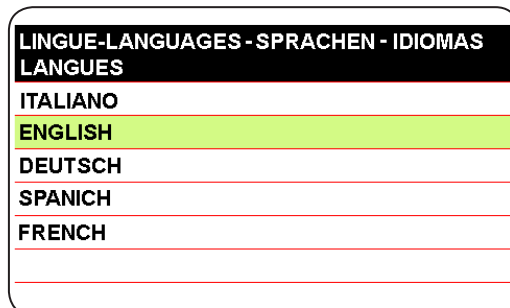 LINGUE-LANGUAGES - SPRACHEN - IDIOMAS
LANGUES
ITALIANO
ENGLISH
DEUTSCH
SPANICH
FRENCH